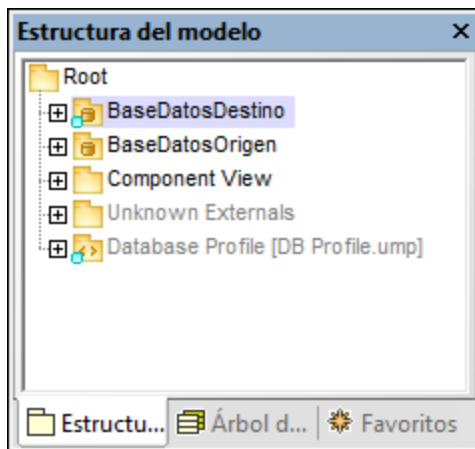 Estructura del modelo
Root
BaseDatosDestino
BaseDatosOrigen
Component View
Unknown Externals
Database Profile [DB Profile.ump]
Estructu... Árbol d... Favoritos